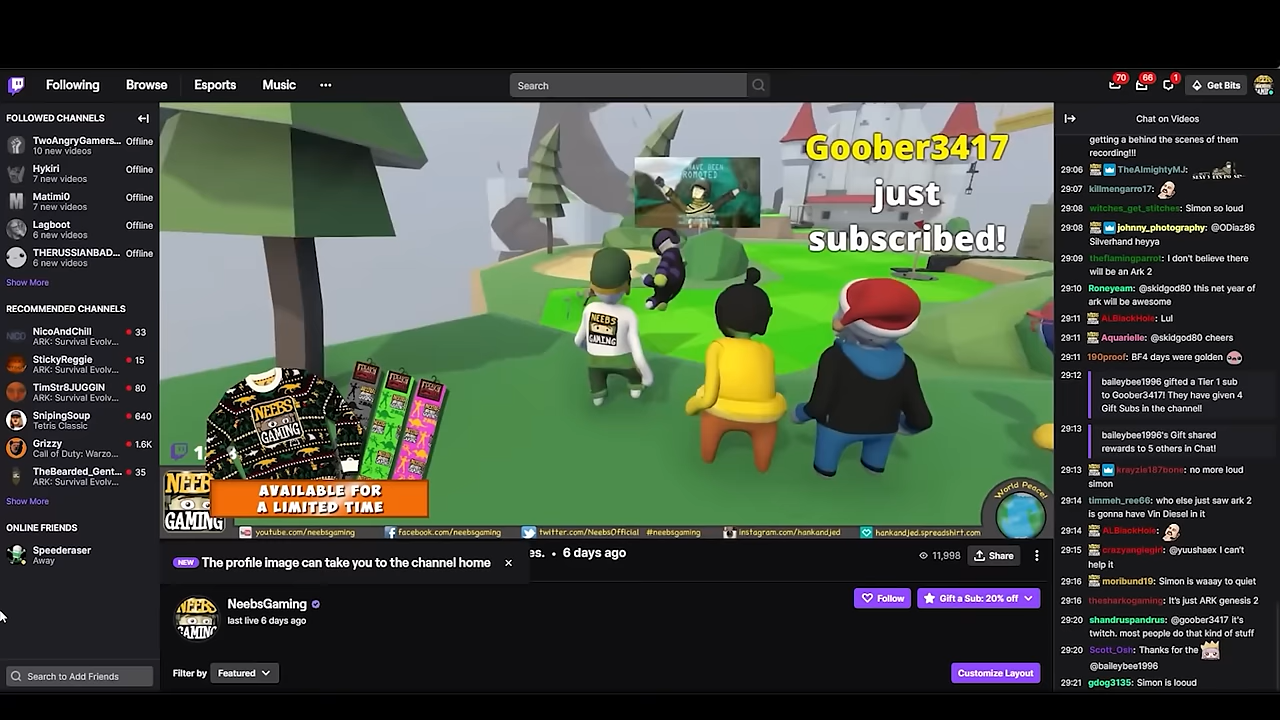 Following Browse Esports Music
Search
70 66 1 Get Bits
FOLLOWED CHANNELS
TwoAngryGamers... Offline
10 new videos
Hykiri Offline
7 new videos
Matimi0 Offline
7 new videos
Lagboot Offline
6 new videos
THERUSSIANBAD... Offline
6 new videos
Show More
RECOMMENDED CHANNELS
NicoAndChill 33
ARK: Survival Evolv...
StickyReggie 15
ARK: Survival Evolv...
TimStr8JUGGIN 80
ARK: Survival Evolv...
SnipingSoup 640
Tetris Classic
Grizzy 1.6K
Call of Duty: Warzo...
TheBearded_Gent... 35
ARK: Survival Evolv...
Show More
ONLINE FRIENDS
Speederaser
Away
Search to Add Friends
Goober3417
just
subscribed!
HAVE BEEN
PROMOTED
NEEBS
GAMING
NEEBS
GAMING
AVAILABLE FOR
A LIMITED TIME
NEEBS
GAMING
World Peace!
youtube.com/neebsgaming facebook.com/neebsgaming twitter.com/NeebsOfficial #neebsgaming instagram.com/hankandjed hankandjed.spreadshirt.com
es. • 6 days ago
11,998 Share
NEW The profile image can take you to the channel home
NEEBS
GAMING
NeebsGaming
last live 6 days ago
Follow Gift a Sub: 20% off
Filter by Featured
Customize Layout
Chat on Videos
getting a behind the scenes of them
recording!!!
29:06 TheAlmightyMJ:
29:07 killmengarro17:
29:08 witches_get_stitches: Simon so loud
29:08 johnny_photography: @ODiaz86
Silverhand heyya
29:09 theflamingparrot: I don't believe there
will be an Ark 2
29:10 Roneyeam: @skidgod80 this net year of
ark will be awesome
29:11 ALBlackHole: Lul
29:11 Aquarielle: @skidgod80 cheers
29:11 190proof: BF4 days were golden
29:12
baileybee1996 gifted a Tier 1 sub
to Goober3417! They have given 4
Gift Subs in the channel!
29:13
baileybee1996's Gift shared
rewards to 5 others in Chat!
29:13 krayzie187bone: no more loud
simon
29:14 timmeh_ree66: who else just saw ark 2
is gonna have Vin Diesel in it)
29:14 ALBlackHole:
29:15 crazyangiegirl: @yuushaex I can't
help it
29:16 moribund19: Simon is waaay to quiet
29:16 thesharkogaming: It's just ARK genesis 2
29:20 shandruspandrus: @goober3417 it's
twitch. most people do that kind of stuff
29:20 Scott_Osh: Thanks for the
@baileybee1996
29:21 gdog3135: Simon is looud